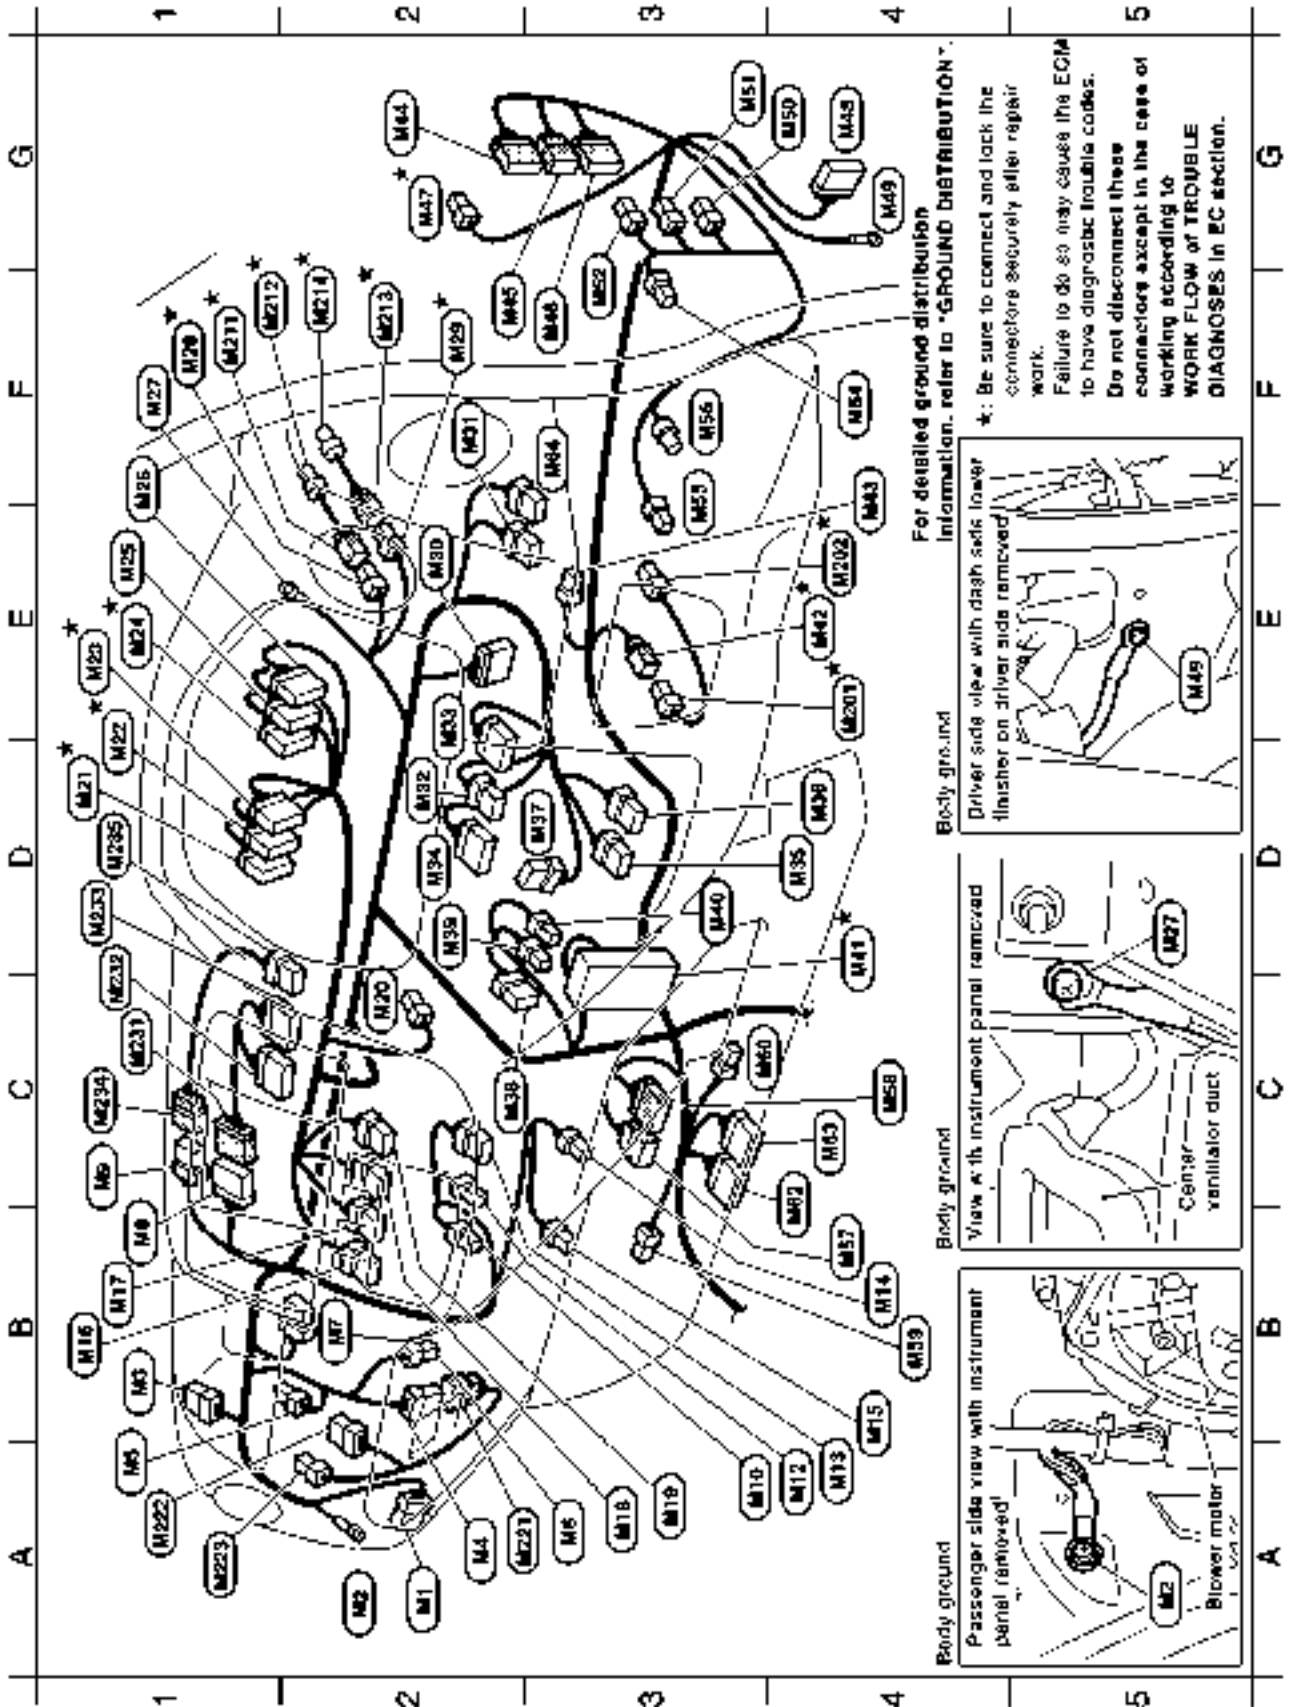 A B C D E F G
1
2
3
4
5
M44
M47 ★
M51
M50
M48
M49
M45
M46
M52
M54
M212 ★
M214 ★
M213 ★
M211 ★
M28 ★
M29 ★
M27
M26
M25
M24 ★
M23 ★
M22 ★
M21 ★
M235
M233
M232
M231
M234
M9
M8
M17
M16
M3
M5
M222
M223
M2
M1
M4
M221
M6
M18
M19
M7
M10
M12
M13
M15
M59
M14
M57
M62
M63
M58
M60
M38
M20
M39
M40
M41 ★
M34
M32
M33
M37
M35
M36
M30
M31
M64
M56
M55
M43
M202 ★
M42 ★
M201 ★
For detailed ground distribution
information, refer to "GROUND DISTRIBUTION".
★: Be sure to connect and lock the
connectors securely after repair
work.
Failure to do so may cause the ECM
to have diagnostic trouble codes.
Do not disconnect these
connectors except in the case of
working according to
WORK FLOW of TROUBLE
DIAGNOSES in EC section.
Body ground
Passenger side view with instrument
panel removed
M2
Blower motor
Body ground
View with instrument panel removed
M27
Center
ventilator duct
Body ground
Driver side view with dash side lower
finisher on driver side removed
M49
A B C D E F G
1
2
3
4
5